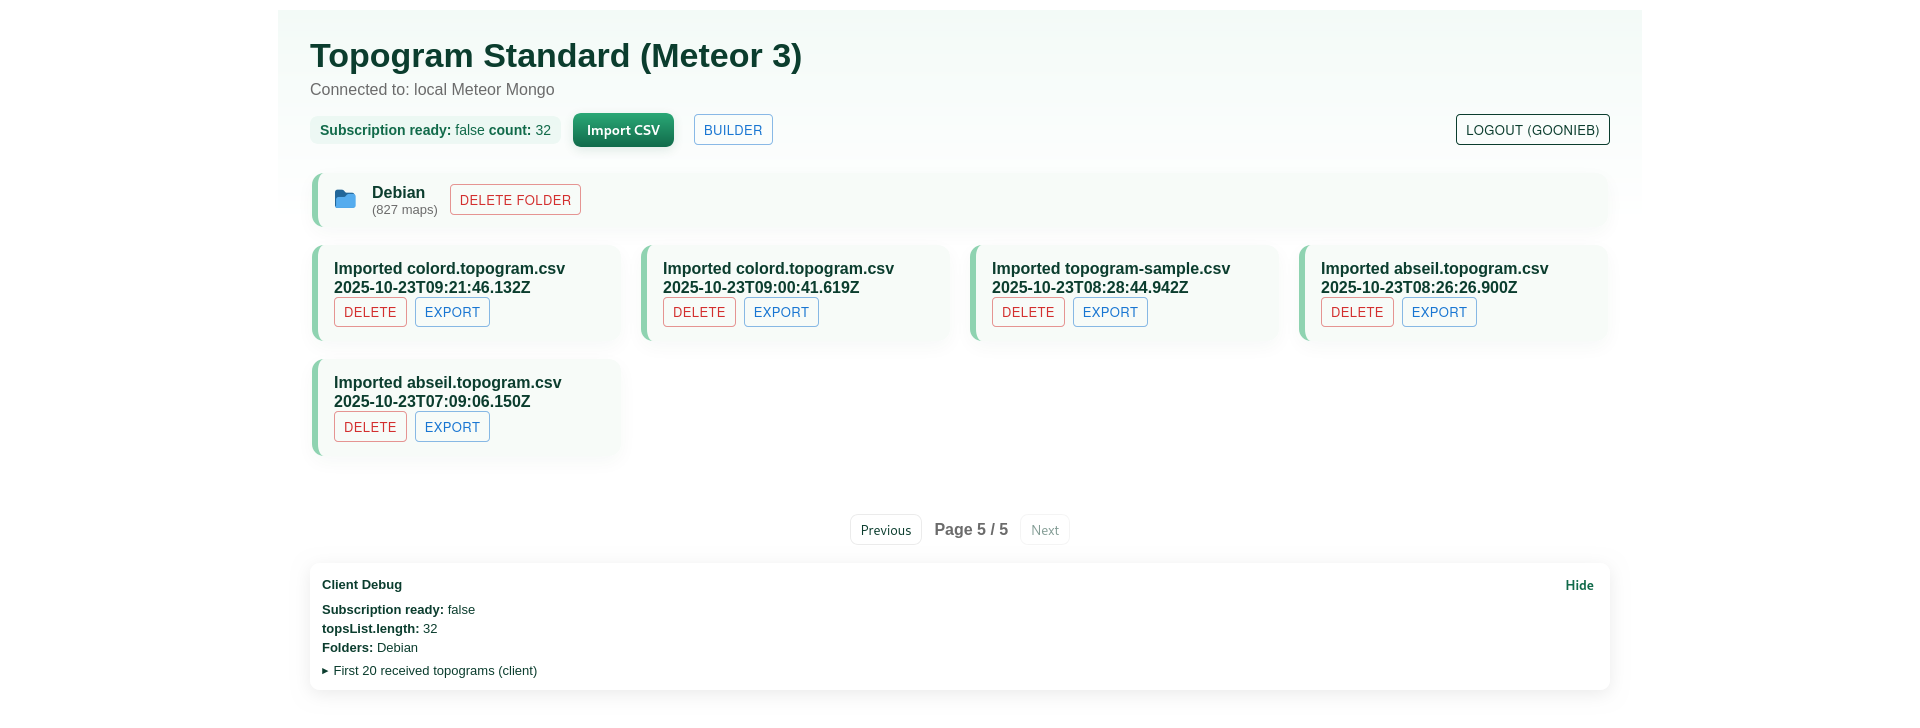 Topogram Standard (Meteor 3)
Connected to: local Meteor Mongo
Subscription ready: false count: 32
Import CSV
BUILDER
LOGOUT (GOONIEB)
Debian
(827 maps)
DELETE FOLDER
Imported colord.topogram.csv
2025-10-23T09:21:46.132Z
DELETE EXPORT
Imported colord.topogram.csv
2025-10-23T09:00:41.619Z
DELETE EXPORT
Imported topogram-sample.csv
2025-10-23T08:28:44.942Z
DELETE EXPORT
Imported abseil.topogram.csv
2025-10-23T08:26:26.900Z
DELETE EXPORT
Imported abseil.topogram.csv
2025-10-23T07:09:06.150Z
DELETE EXPORT
Previous Page 5 / 5 Next
Client Debug
Hide
Subscription ready: false
topsList.length: 32
Folders: Debian
▸ First 20 received topograms (client)